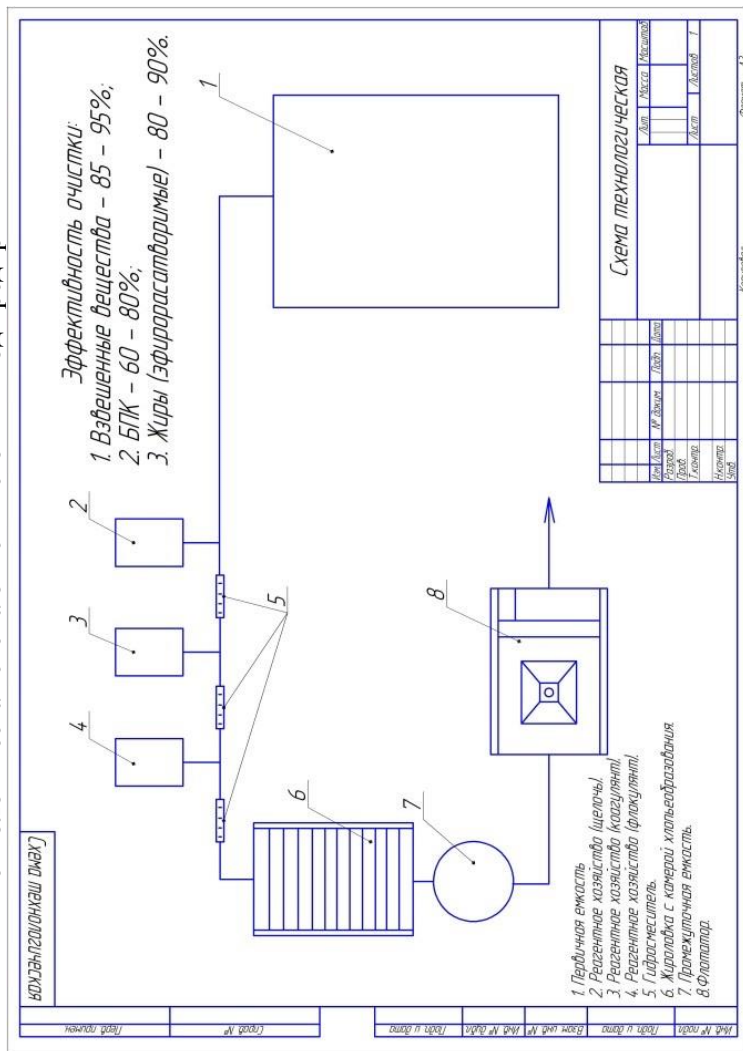 Схема технологическая
Эффективность очистки:
1. Взвешенные вещества - 85 - 95%;
2. БПК - 60 - 80%;
3. Жиры (эфирорасатворимые) - 80 - 90%.
1
2
3
4
5
6
7
8
1. Первичная емкость
2. Реагентное хозяйство (щелочь).
3. Реагентное хозяйство (коагулянт).
4. Реагентное хозяйство (флокулянт).
5. Гидросмеситель.
6. Жироловка с камерой хлопьеобразования.
7. Промежуточная емкость.
8. Флотатор.
Перв. примен.
Справ. №
Подп. и дата
Инв. № дубл.
Взам. инв. №
Подп. и дата
Инв. № подл.
Изм. Лист № докум. Подп. Дата
Разраб.
Пров.
Т.контр.
Н.контр.
Утв.
Схема технологическая
Лит. Масса Масштаб
Лист Листов 1